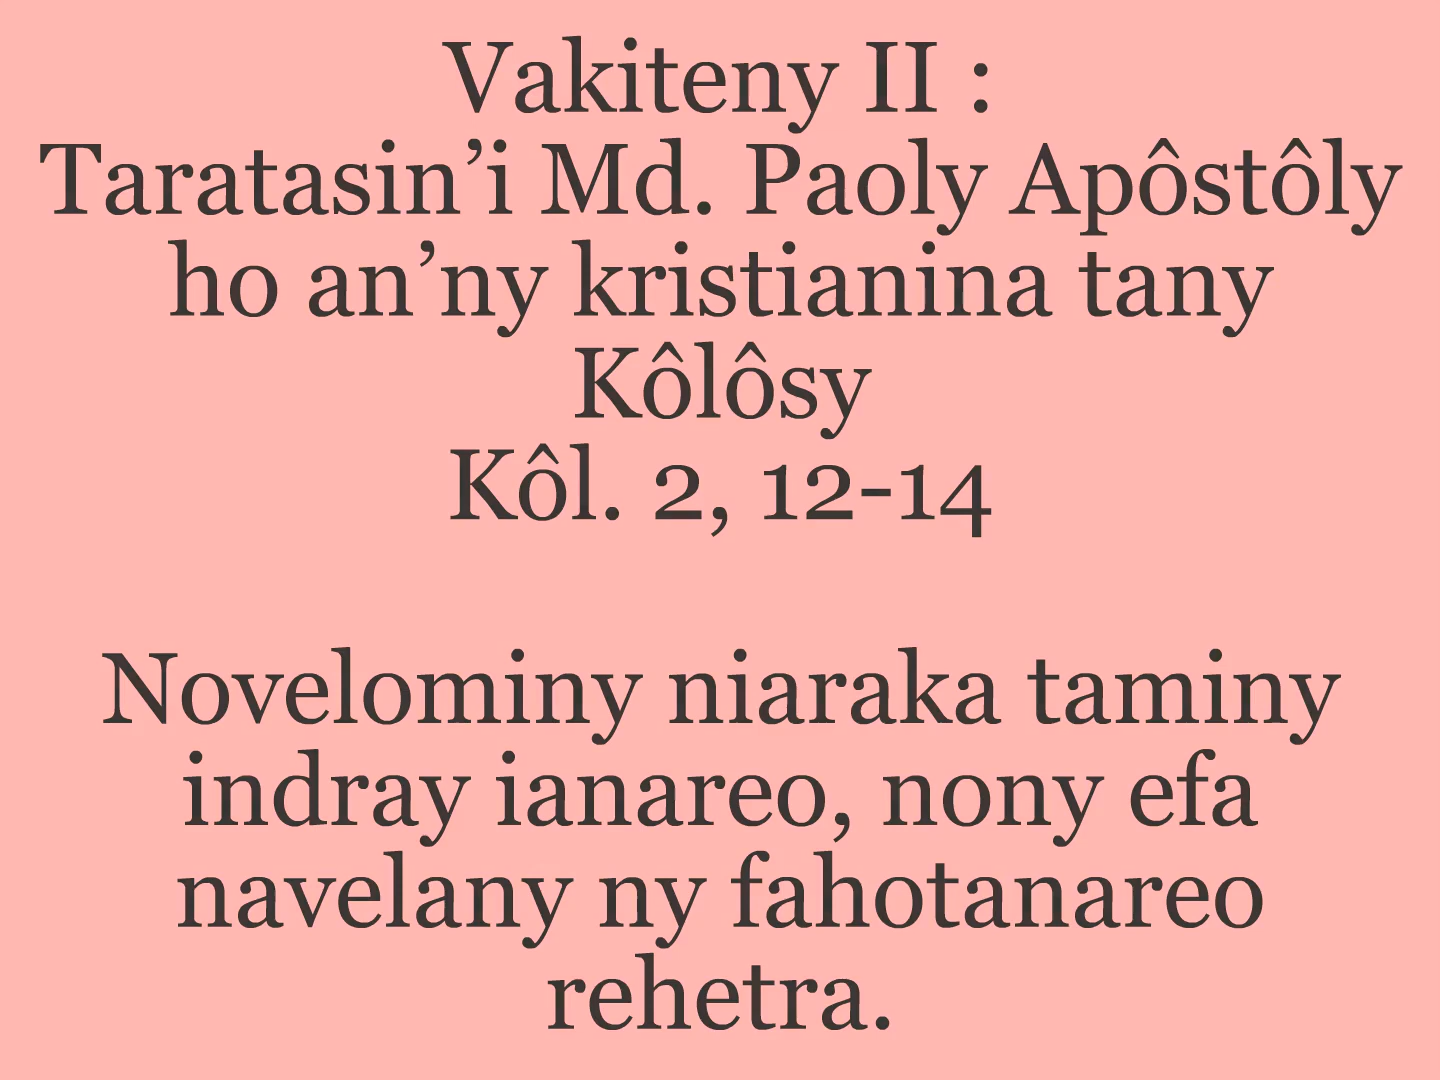 Vakiteny II :
Taratasin’i Md. Paoly Apôstôly
ho an’ny kristianina tany
Kôlôsy
Kôl. 2, 12-14
Novelominy niaraka taminy
indray ianareo, nony efa
navelany ny fahotanareo
rehetra.